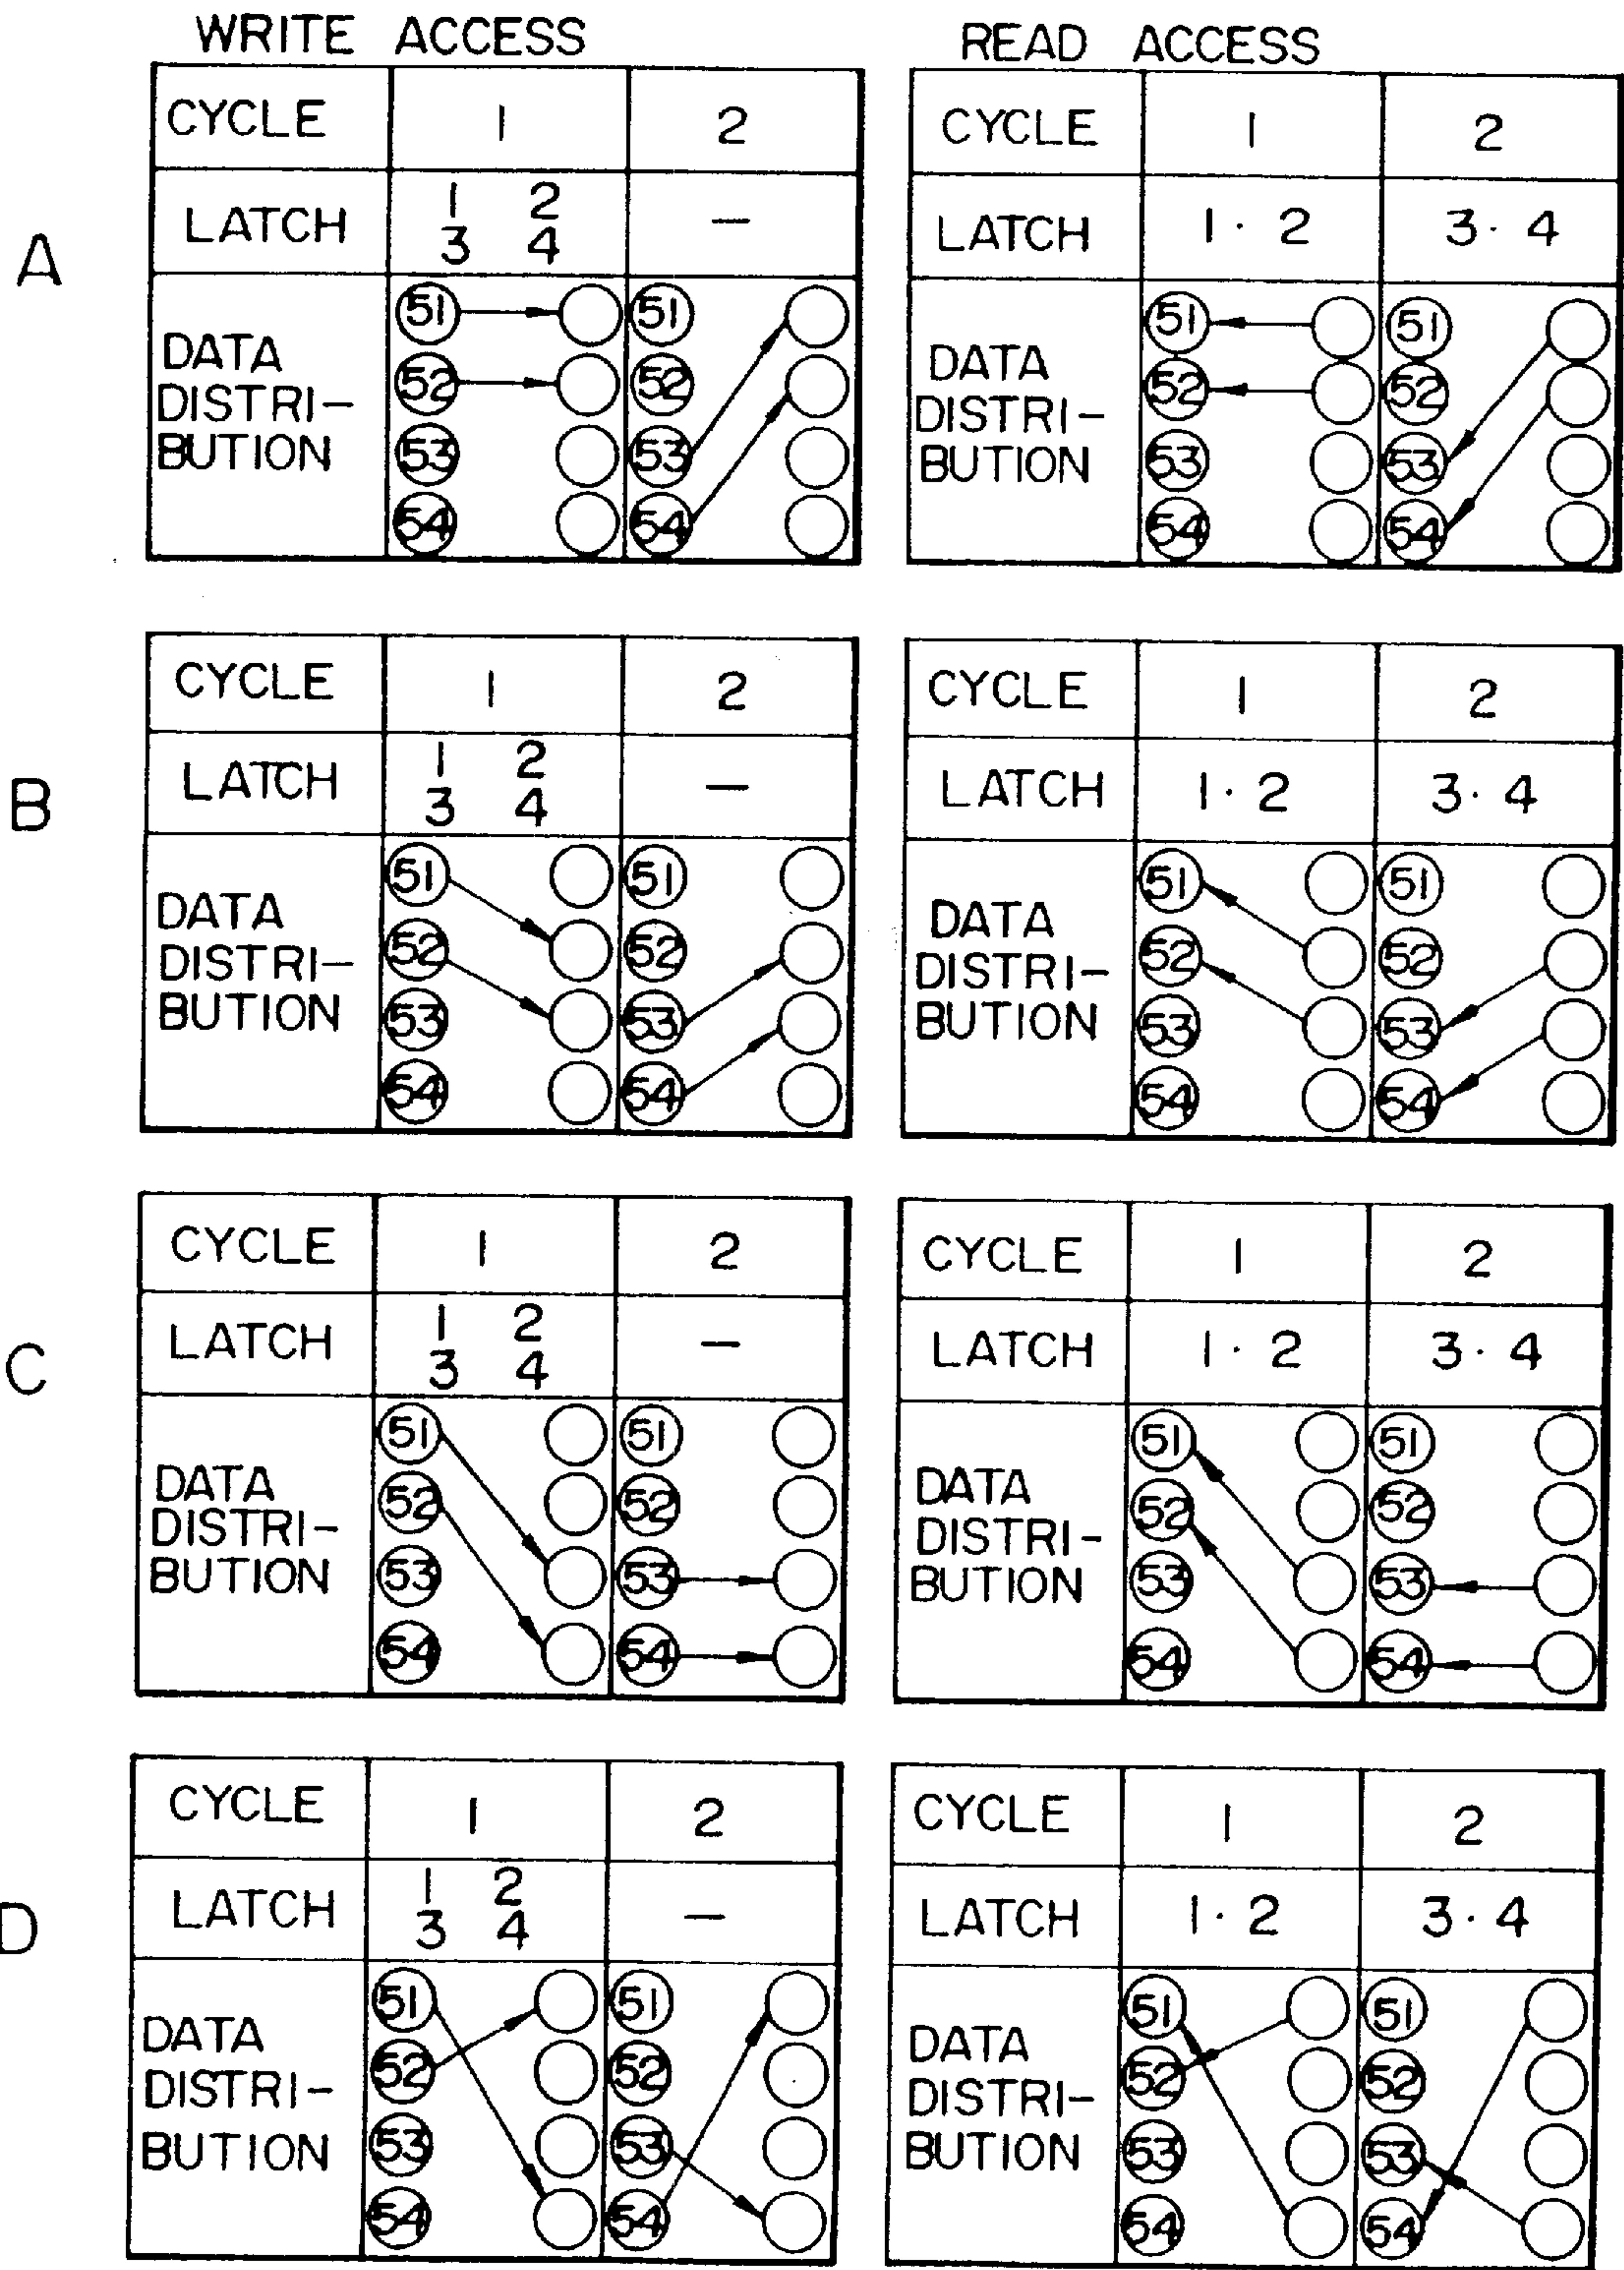 WRITE ACCESS
CYCLE 1 2
LATCH 1 2 —
3 4
DATA
DISTRI-
BUTION
51 51
52 52
53 53
54 54
READ ACCESS
CYCLE 1 2
LATCH 1 · 2 3 · 4
DATA
DISTRI-
BUTION
51 51
52 52
53 53
54 54
A
CYCLE 1 2
LATCH 1 2 —
3 4
DATA
DISTRI-
BUTION
51 51
52 52
53 53
54 54
CYCLE 1 2
LATCH 1 · 2 3 · 4
DATA
DISTRI-
BUTION
51 51
52 52
53 53
54 54
B
CYCLE 1 2
LATCH 1 2 —
3 4
DATA
DISTRI-
BUTION
51 51
52 52
53 53
54 54
CYCLE 1 2
LATCH 1 · 2 3 · 4
DATA
DISTRI-
BUTION
51 51
52 52
53 53
54 54
C
CYCLE 1 2
LATCH 1 2 —
3 4
DATA
DISTRI-
BUTION
51 51
52 52
53 53
54 54
CYCLE 1 2
LATCH 1 · 2 3 · 4
DATA
DISTRI-
BUTION
51 51
52 52
53 53
54 54
D